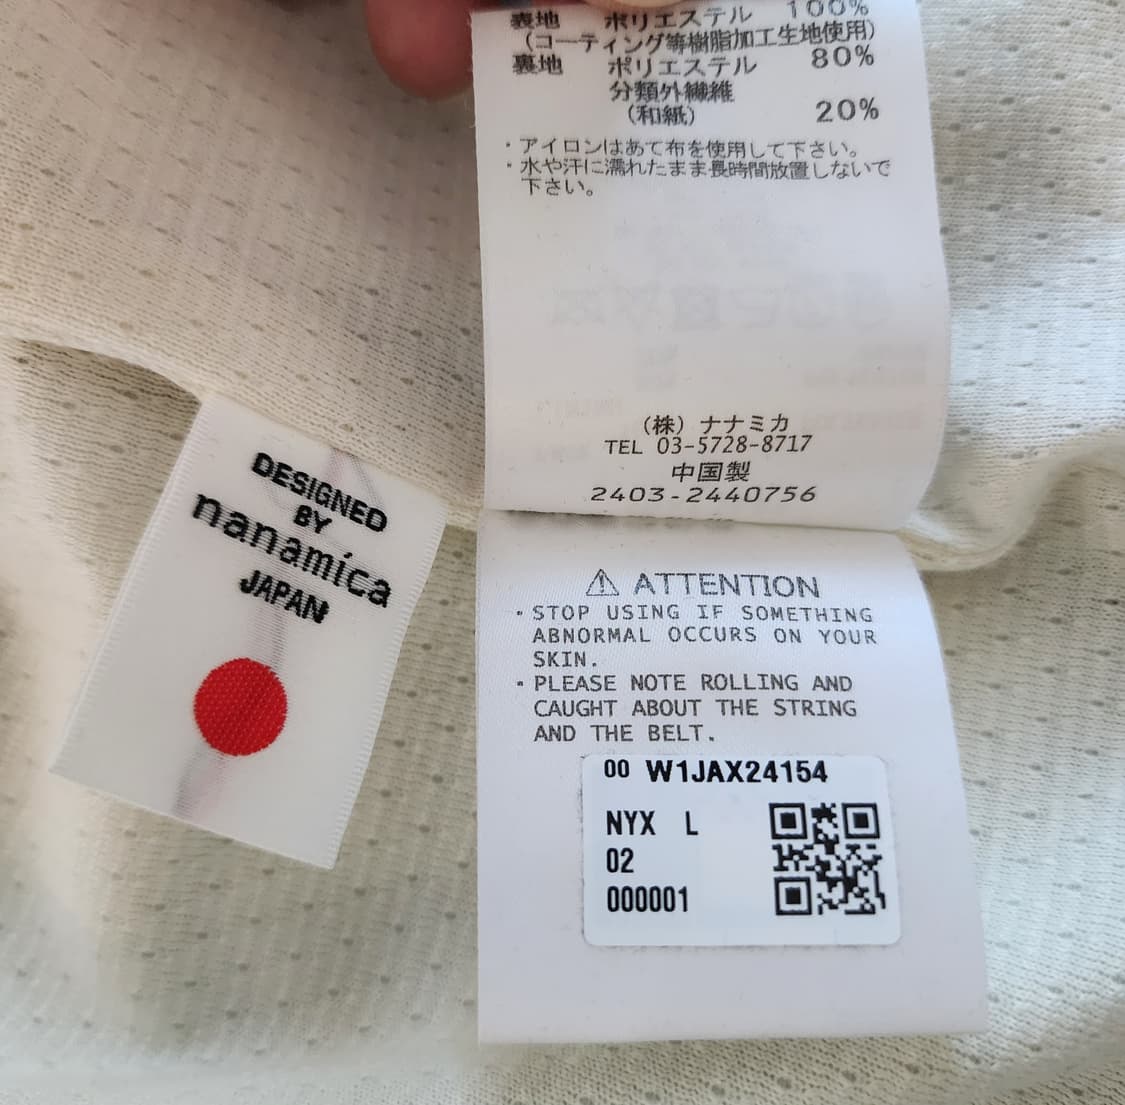 表地 ポリエステル 100%
(コーティング等樹脂加工生地使用)
裏地 ポリエステル 80%
分類外繊維
(和紙) 20%
・アイロンはあて布を使用して下さい。
・水や汗に濡れたまま長時間放置しないで
下さい。
(株) ナナミカ
TEL 03-5728-8717
中国製
2403-2440756
DESIGNED
BY
nanamica
JAPAN
⚠ ATTENTION
・STOP USING IF SOMETHING
ABNORMAL OCCURS ON YOUR
SKIN.
・PLEASE NOTE ROLLING AND
CAUGHT ABOUT THE STRING
AND THE BELT.
00 W1JAX24154
NYX L
02
000001